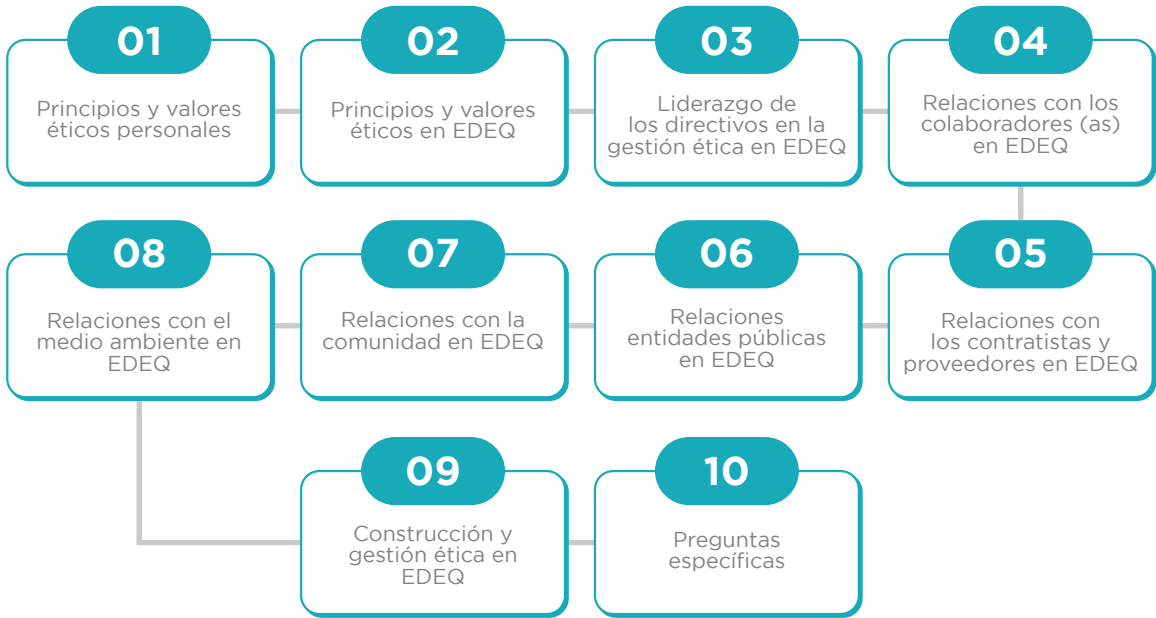 01
Principios y valores
éticos personales
02
Principios y valores
éticos en EDEQ
03
Liderazgo de
los directivos en la
gestión ética en EDEQ
04
Relaciones con los
colaboradores (as)
en EDEQ
05
Relaciones con
los contratistas y
proveedores en EDEQ
06
Relaciones
entidades públicas
en EDEQ
07
Relaciones con la
comunidad en EDEQ
08
Relaciones con el
medio ambiente en
EDEQ
09
Construcción y
gestión ética en
EDEQ
10
Preguntas
específicas